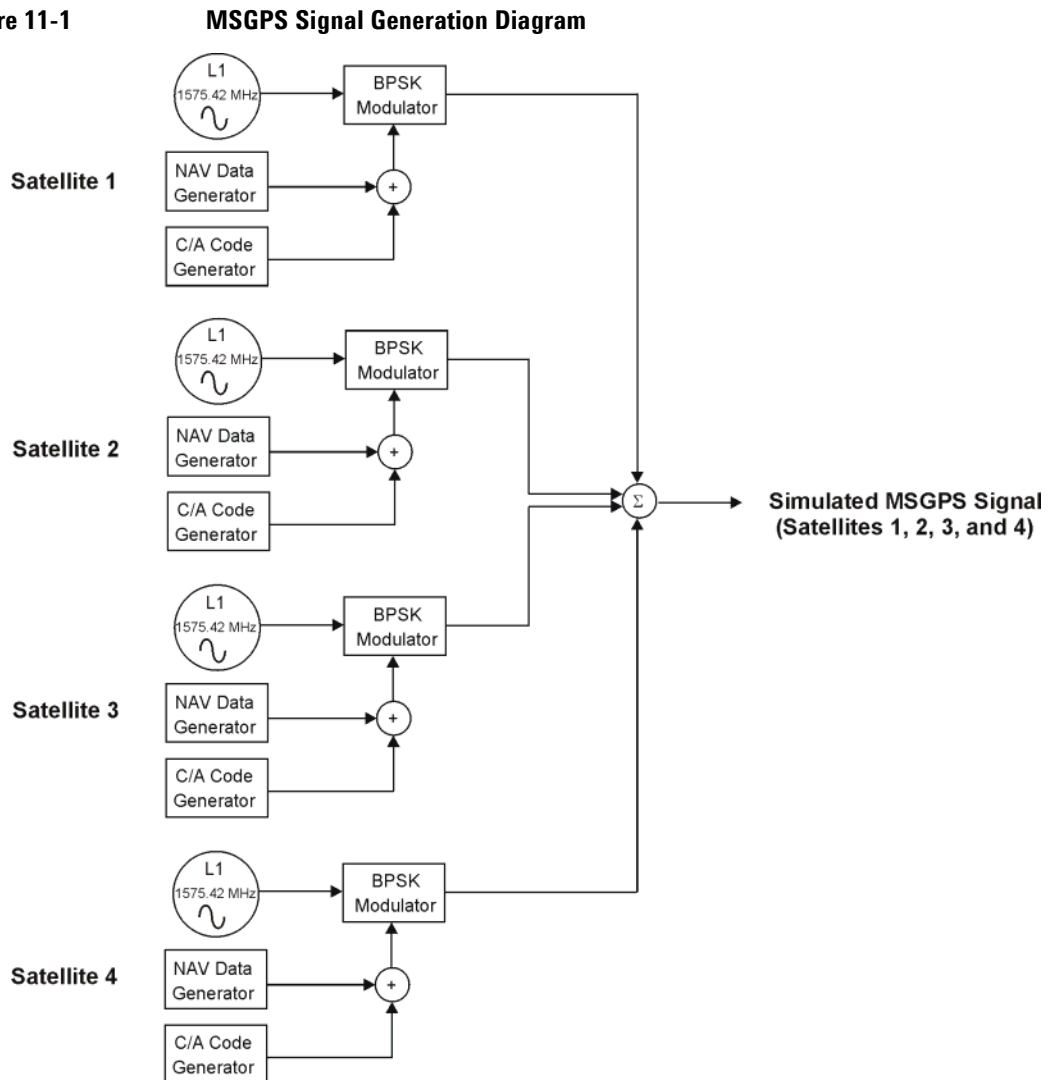 re 11-1 MSGPS Signal Generation Diagram
L1
1575.42 MHz
BPSK
Modulator
Satellite 1
NAV Data
Generator
+
C/A Code
Generator
L1
1575.42 MHz
BPSK
Modulator
Satellite 2
NAV Data
Generator
+
C/A Code
Generator
Σ
Simulated MSGPS Signal
(Satellites 1, 2, 3, and 4)
L1
1575.42 MHz
BPSK
Modulator
Satellite 3
NAV Data
Generator
+
C/A Code
Generator
L1
1575.42 MHz
BPSK
Modulator
Satellite 4
NAV Data
Generator
+
C/A Code
Generator